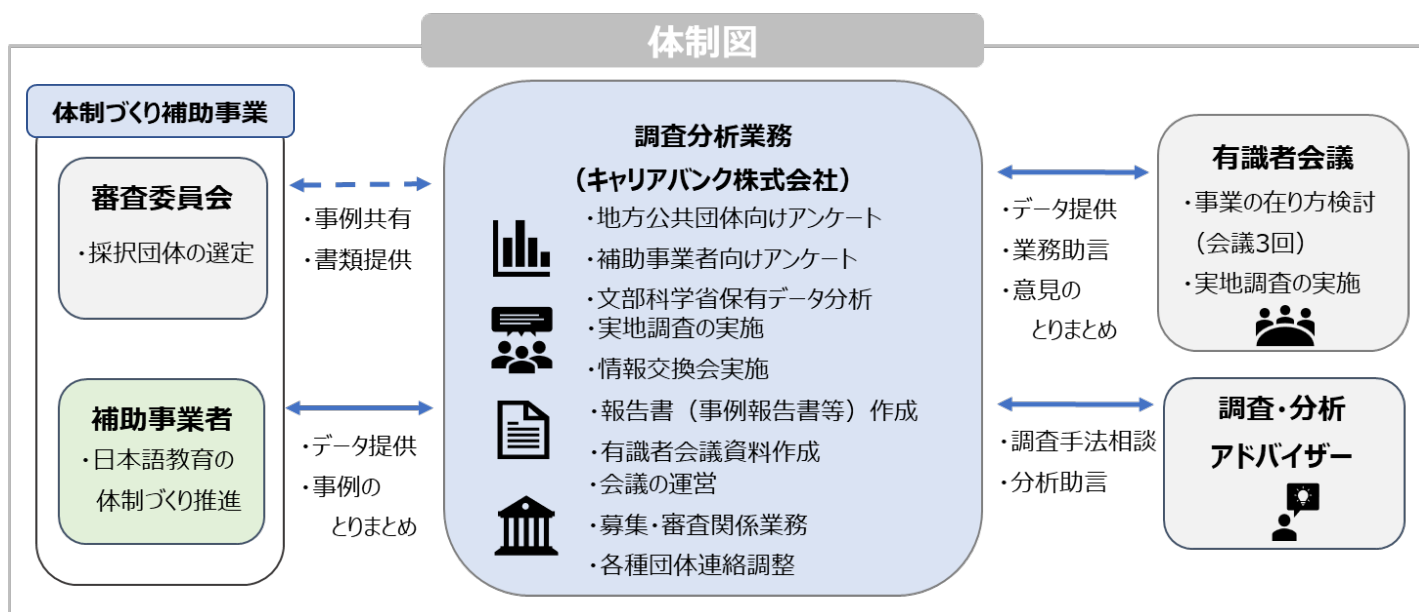 体制図
体制づくり補助事業
審査委員会
・採択団体の選定
補助事業者
・日本語教育の
体制づくり推進
・事例共有
・書類提供
・データ提供
・事例の
とりまとめ
調査分析業務
（キャリアバンク株式会社）
・地方公共団体向けアンケート
・補助事業者向けアンケート
・文部科学省保有データ分析
・実地調査の実施
・情報交換会実施
・報告書（事例報告書等）作成
・有識者会議資料作成
・会議の運営
・募集・審査関係業務
・各種団体連絡調整
・データ提供
・業務助言
・意見の
とりまとめ
・調査手法相談
・分析助言
有識者会議
・事業の在り方検討
（会議3回）
・実地調査の実施
調査・分析
アドバイザー